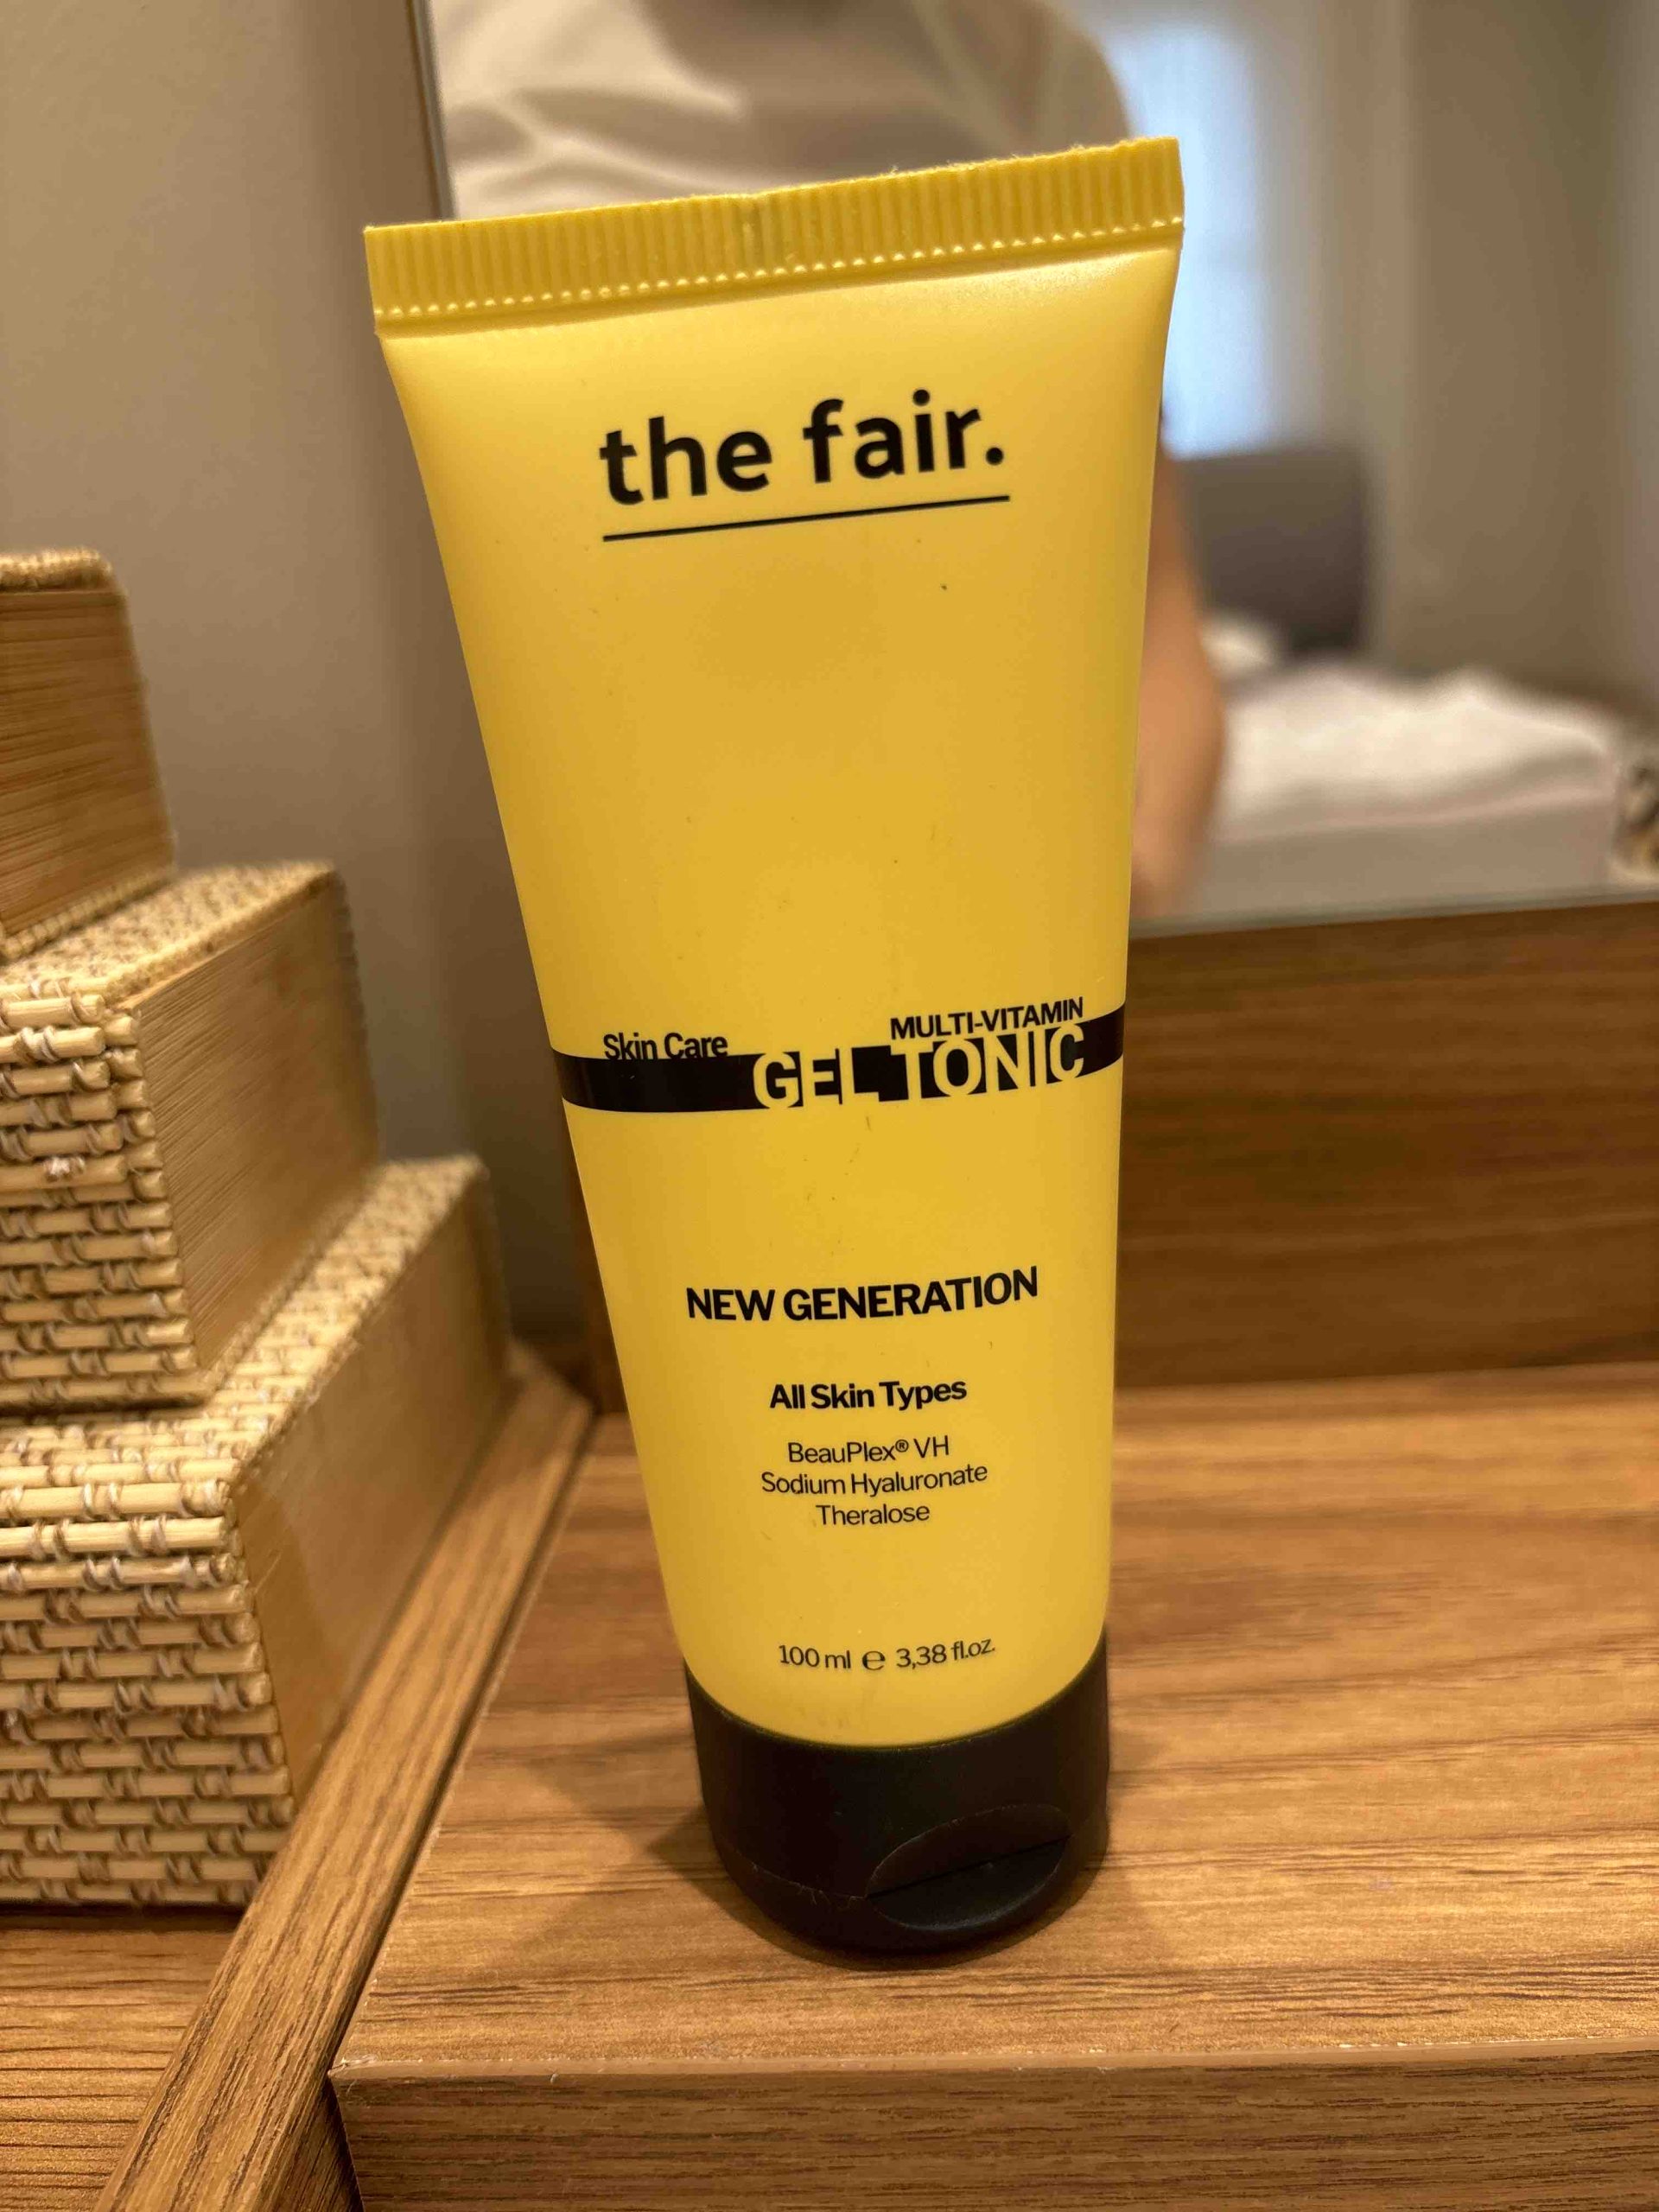 the fair.
Skin Care
MULTI-VITAMIN
GEL TONIC
NEW GENERATION
All Skin Types
BeauPlex® VH
Sodium Hyaluronate
Theralose
100 ml ℮ 3,38 fl.oz.